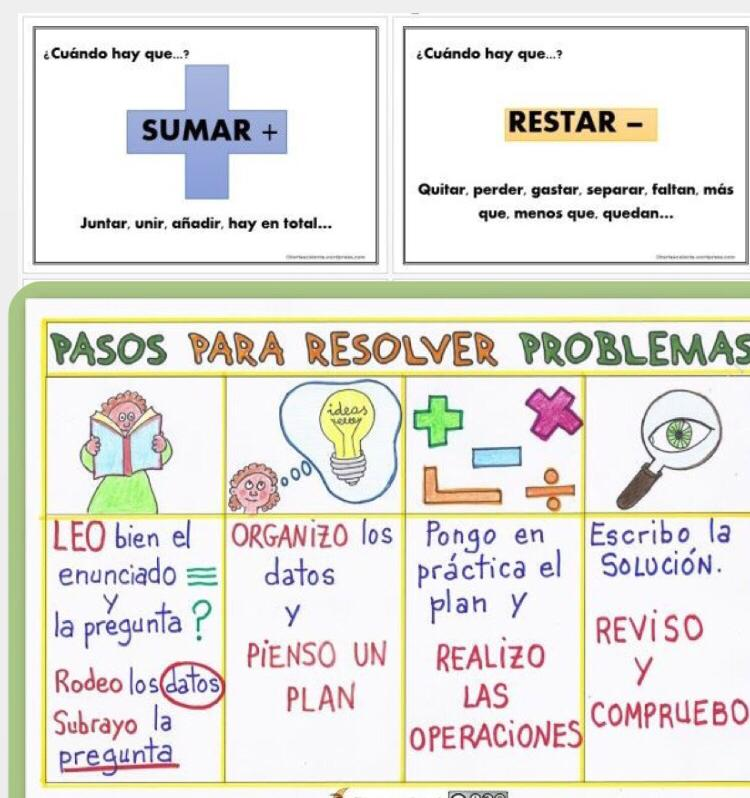 ¿Cuándo hay que...?
SUMAR +
Juntar, unir, añadir, hay en total...
¿Cuándo hay que...?
RESTAR –
Quitar, perder, gastar, separar, faltan, más
que, menos que, quedan...
PASOS PARA RESOLVER PROBLEMAS
ideas
LEO bien el
enunciado
y
la pregunta ?
Rodeo los datos
Subrayo la
pregunta
ORGANIZO los
datos
y
PIENSO UN
PLAN
Pongo en
práctica el
plan y
REALIZO
LAS
OPERACIONES
Escribo la
SOLUCIÓN.
REVISO
y
COMPRUEBO